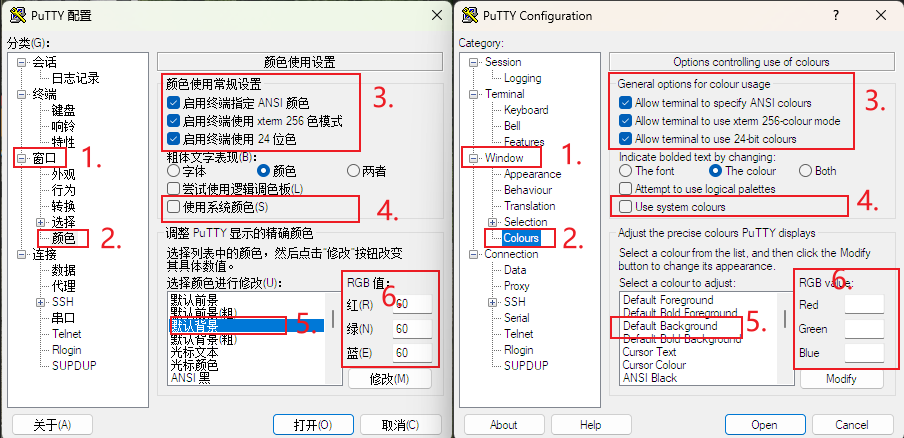 PuTTY 配置
分类(G):
会话
日志记录
终端
键盘
响铃
特性
窗口
外观
行为
转换
选择
颜色
连接
数据
代理
SSH
串口
Telnet
Rlogin
SUPDUP
1.
2.
颜色使用设置
颜色使用常规设置
启用终端指定 ANSI 颜色
启用终端使用 xterm 256 色模式
启用终端使用 24 位色
3.
粗体文字表现(B):
字体
颜色
两者
尝试使用逻辑调色板(L)
使用系统颜色(S)
4.
调整 PuTTY 显示的精确颜色
选择列表中的颜色，然后点击“修改”按钮改变
其具体数值。
选择颜色进行修改(U):
默认前景
默认前景(粗)
默认背景
默认背景(粗)
光标文本
光标颜色
ANSI 黑
5.
RGB 值:
6.
红(R)
60
绿(N)
60
蓝(E)
60
修改(M)
关于(A)
打开(O)
取消(C)
PuTTY Configuration
?
Category:
Session
Logging
Terminal
Keyboard
Bell
Features
Window
Appearance
Behaviour
Translation
Selection
Colours
Connection
Data
Proxy
SSH
Serial
Telnet
Rlogin
SUPDUP
1.
2.
Options controlling use of colours
General options for colour usage
Allow terminal to specify ANSI colours
Allow terminal to use xterm 256-colour mode
Allow terminal to use 24-bit colours
3.
Indicate bolded text by changing:
The font
The colour
Both
Attempt to use logical palettes
Use system colours
4.
Adjust the precise colours PuTTY displays
Select a colour from the list, and then click the Modify
button to change its appearance.
Select a colour to adjust:
Default Foreground
Default Bold Foreground
Default Background
Default Bold Background
Cursor Text
Cursor Colour
ANSI Black
5.
RGB value:
6.
Red
Green
Blue
Modify
About
Help
Open
Cancel